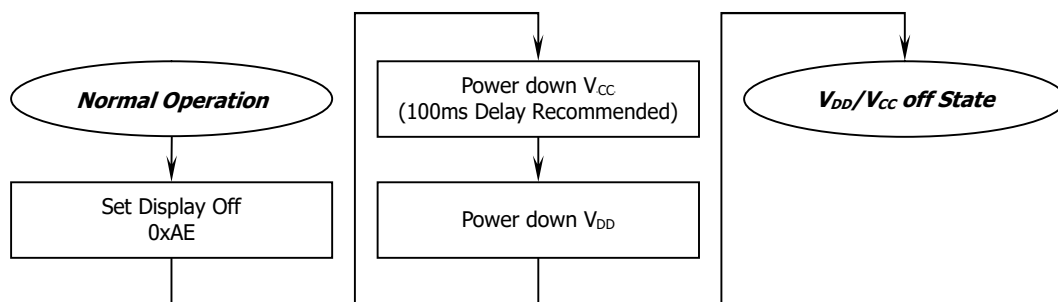 Normal Operation
Set Display Off
0xAE
Power down VCC
(100ms Delay Recommended)
Power down VDD
VDD/VCC off State